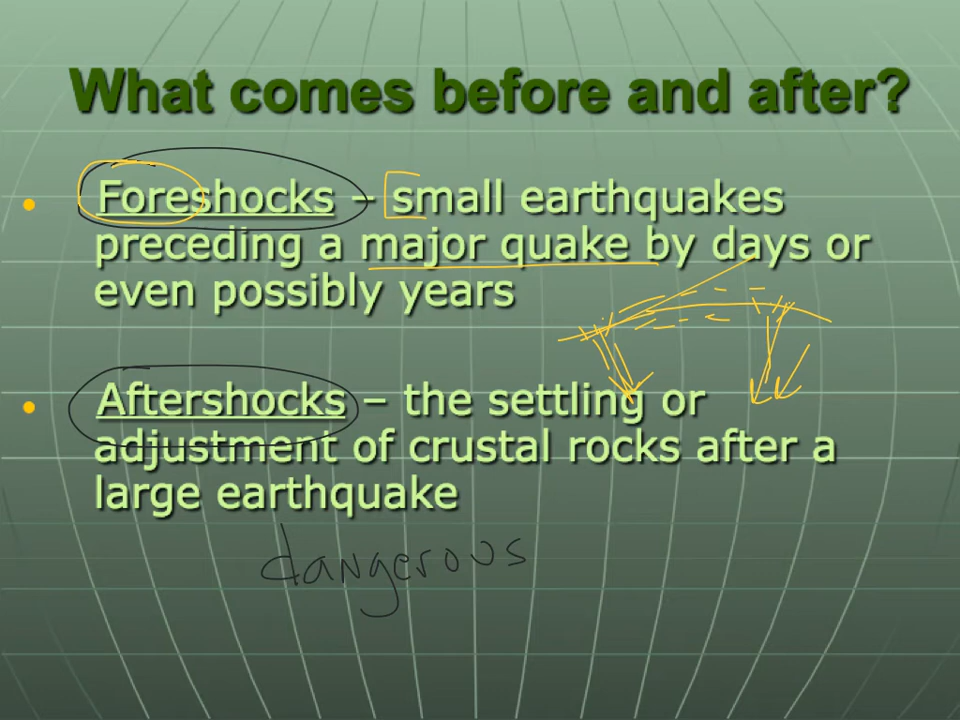 What comes before and after?
Foreshocks – small earthquakes
preceding a major quake by days or
even possibly years
Aftershocks – the settling or
adjustment of crustal rocks after a
large earthquake
dangerous